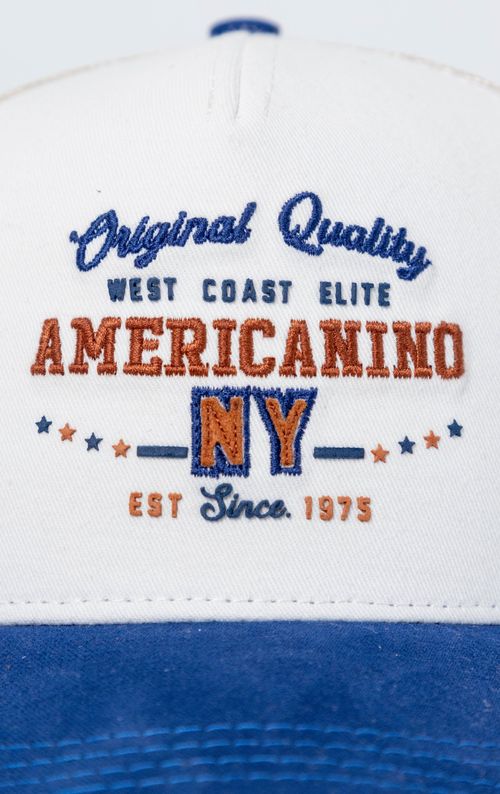 Original Quality
WEST COAST ELITE
AMERICANINO
NY
EST Since. 1975